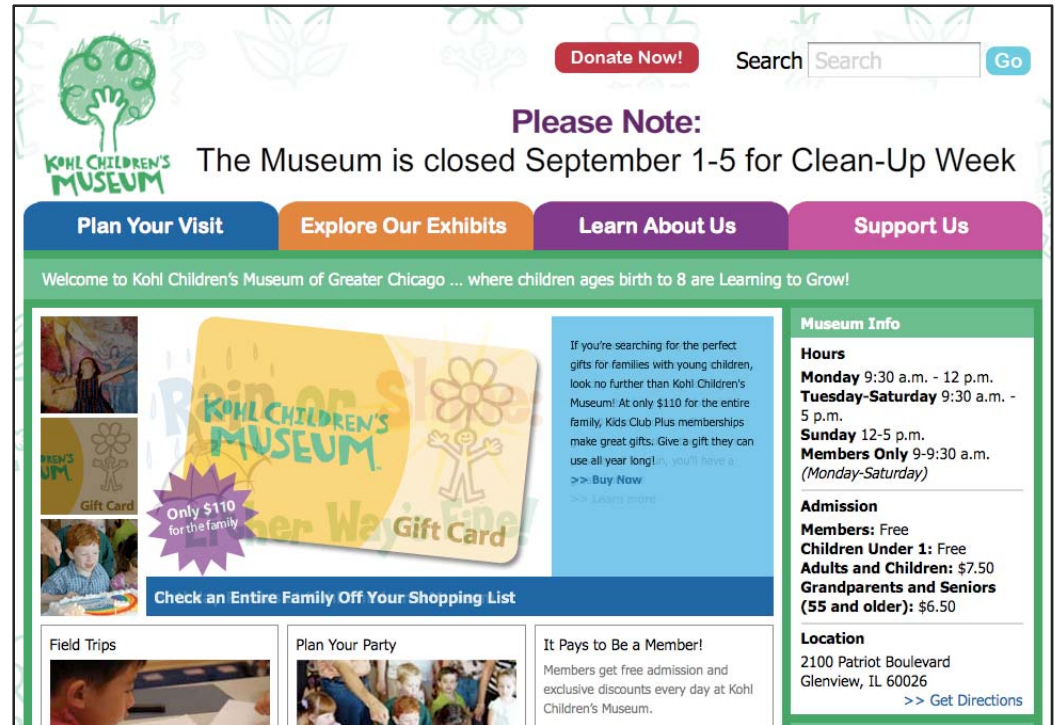 Donate Now!
Search Search Go
Please Note:
The Museum is closed September 1-5 for Clean-Up Week
KOHL CHILDREN'S
MUSEUM
Plan Your Visit
Explore Our Exhibits
Learn About Us
Support Us
Welcome to Kohl Children's Museum of Greater Chicago ... where children ages birth to 8 are Learning to Grow!
Gift Card
Rain or Shine!
KOHL CHILDREN'S
MUSEUM
Only $110
for the family
Either Way's Fine!
Gift Card
If you're searching for the perfect
gifts for families with young children,
look no further than Kohl Children's
Museum! At only $110 for the entire
family, Kids Club Plus memberships
make great gifts. Give a gift they can
use all year long!
>> Buy Now
>> Learn more
Check an Entire Family Off Your Shopping List
Field Trips
Plan Your Party
It Pays to Be a Member!
Members get free admission and
exclusive discounts every day at Kohl
Children's Museum.
Museum Info
Hours
Monday 9:30 a.m. - 12 p.m.
Tuesday-Saturday 9:30 a.m. -
5 p.m.
Sunday 12-5 p.m.
Members Only 9-9:30 a.m.
(Monday-Saturday)
Admission
Members: Free
Children Under 1: Free
Adults and Children: $7.50
Grandparents and Seniors
(55 and older): $6.50
Location
2100 Patriot Boulevard
Glenview, IL 60026
>> Get Directions